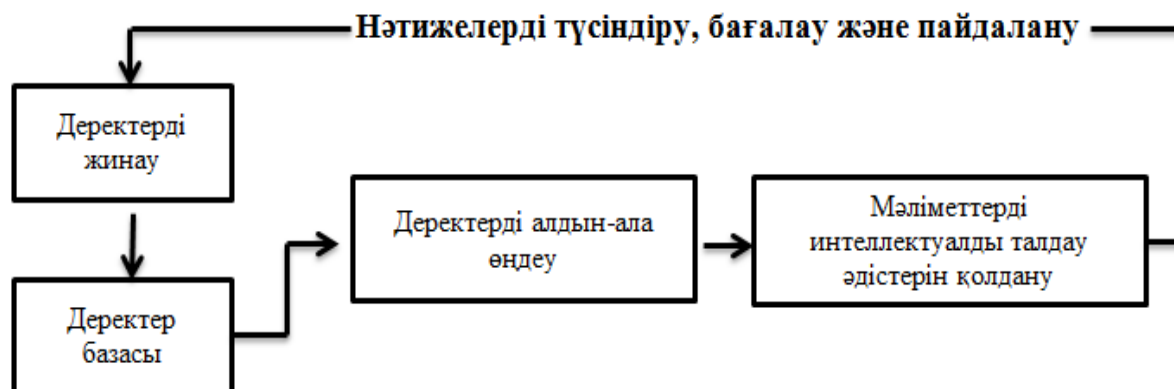 Нәтижелерді түсіндіру, бағалау және пайдалану
Деректерді
жинау
Деректер
базасы
Деректерді алдын-ала
өңдеу
Мәліметтерді
интеллектуалды талдау
әдістерін қолдану